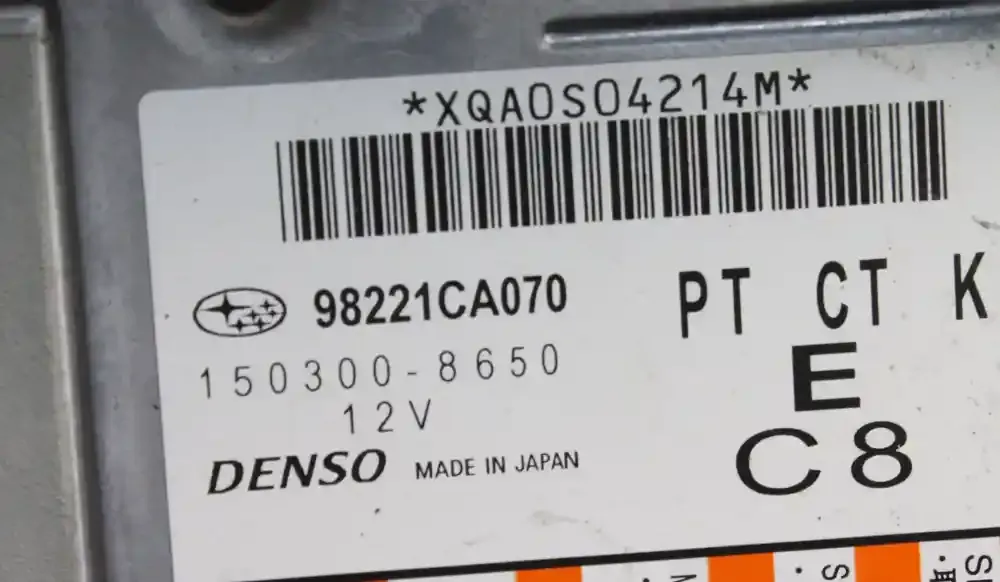 *XQA0S04214M*
98221CA070
PT CT K
150300-8650
E
12V
C8
DENSO MADE IN JAPAN